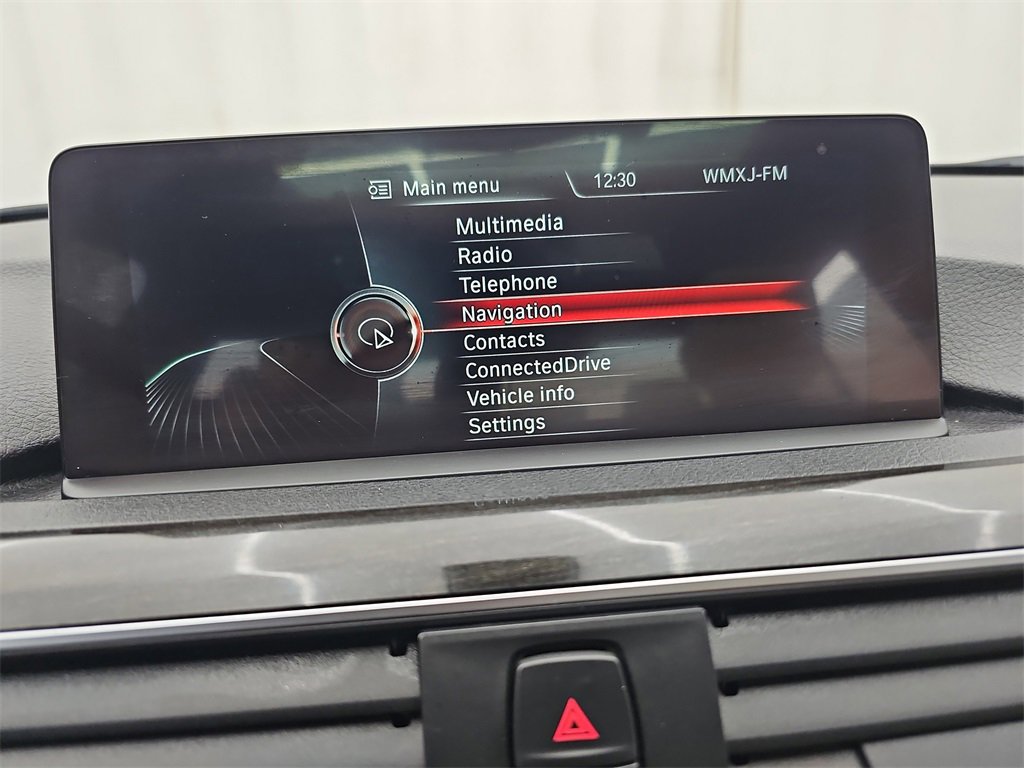 Main menu 12:30 WMXJ-FM
Multimedia
Radio
Telephone
Navigation
Contacts
ConnectedDrive
Vehicle info
Settings